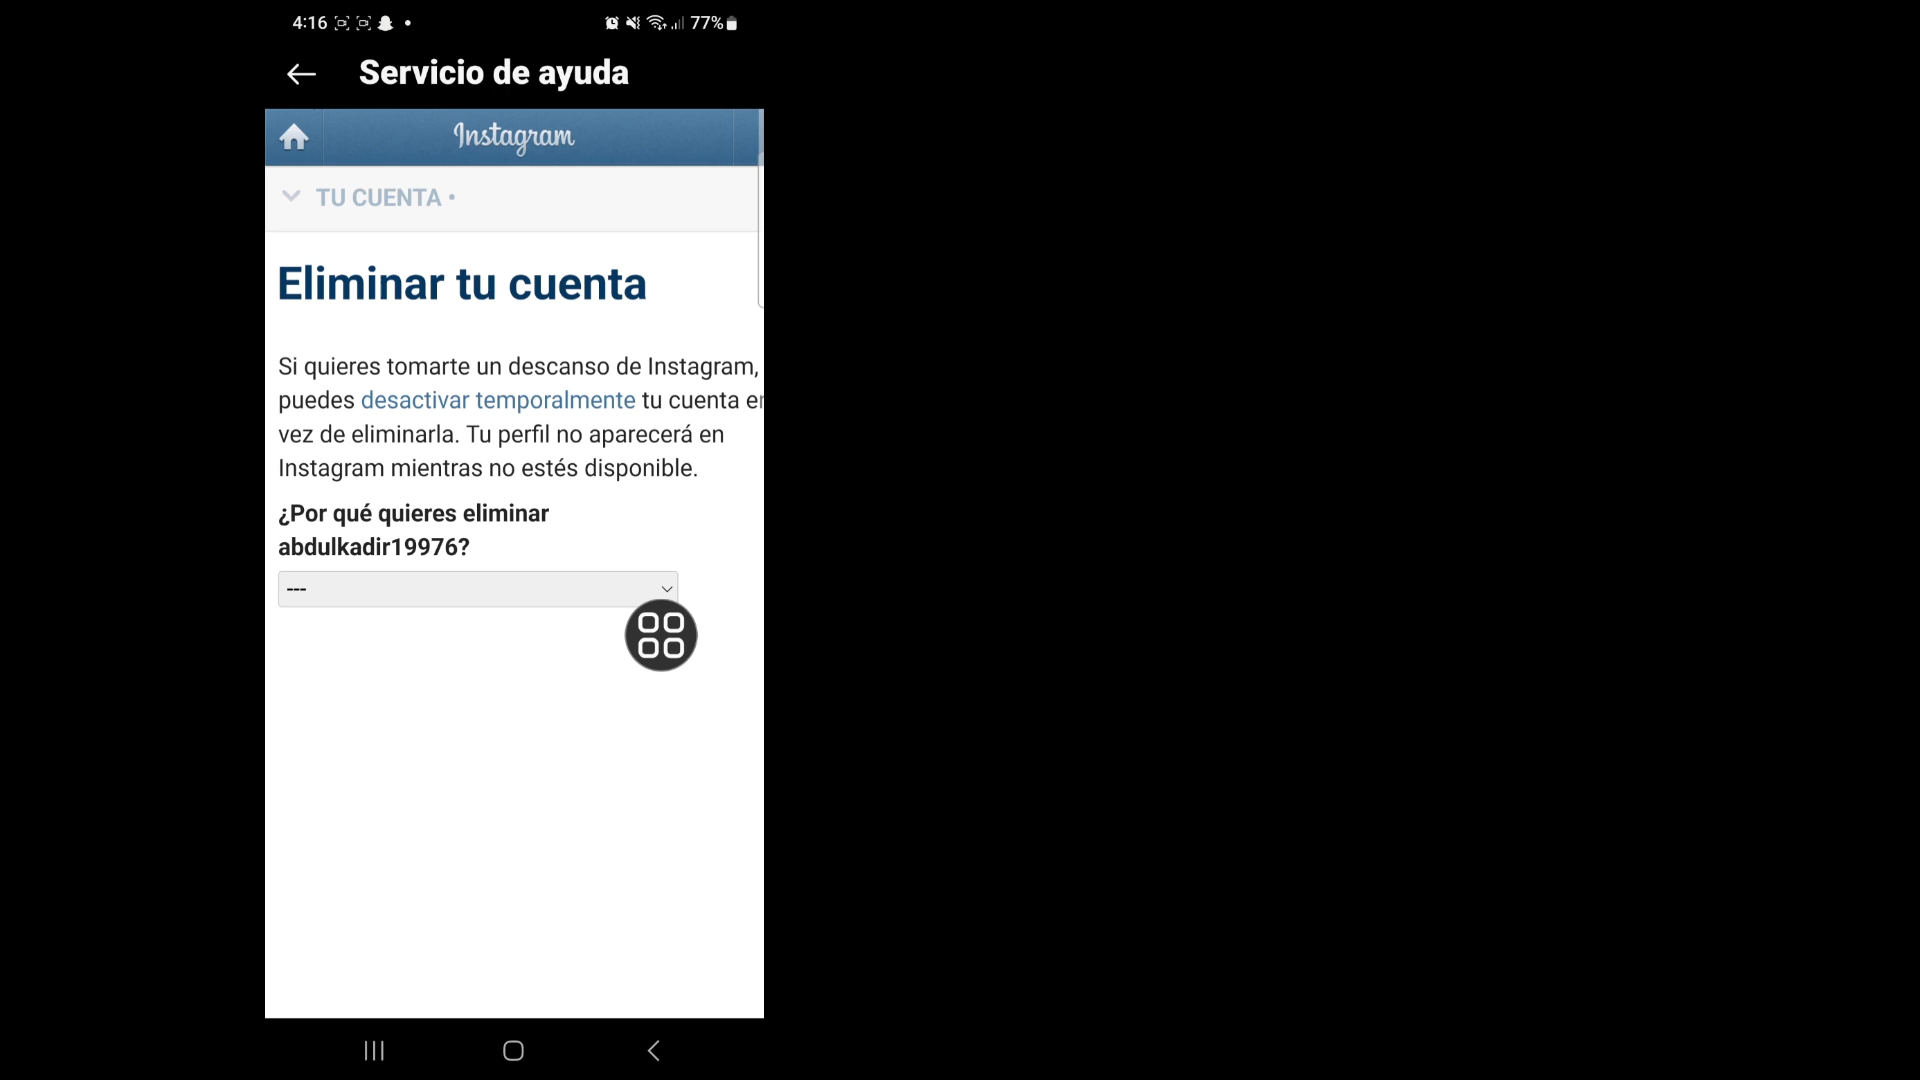 4:16
77%
Servicio de ayuda
Instagram
TU CUENTA •
Eliminar tu cuenta
Si quieres tomarte un descanso de Instagram,
puedes desactivar temporalmente tu cuenta en
vez de eliminarla. Tu perfil no aparecerá en
Instagram mientras no estés disponible.
¿Por qué quieres eliminar
abdulkadir19976?
---